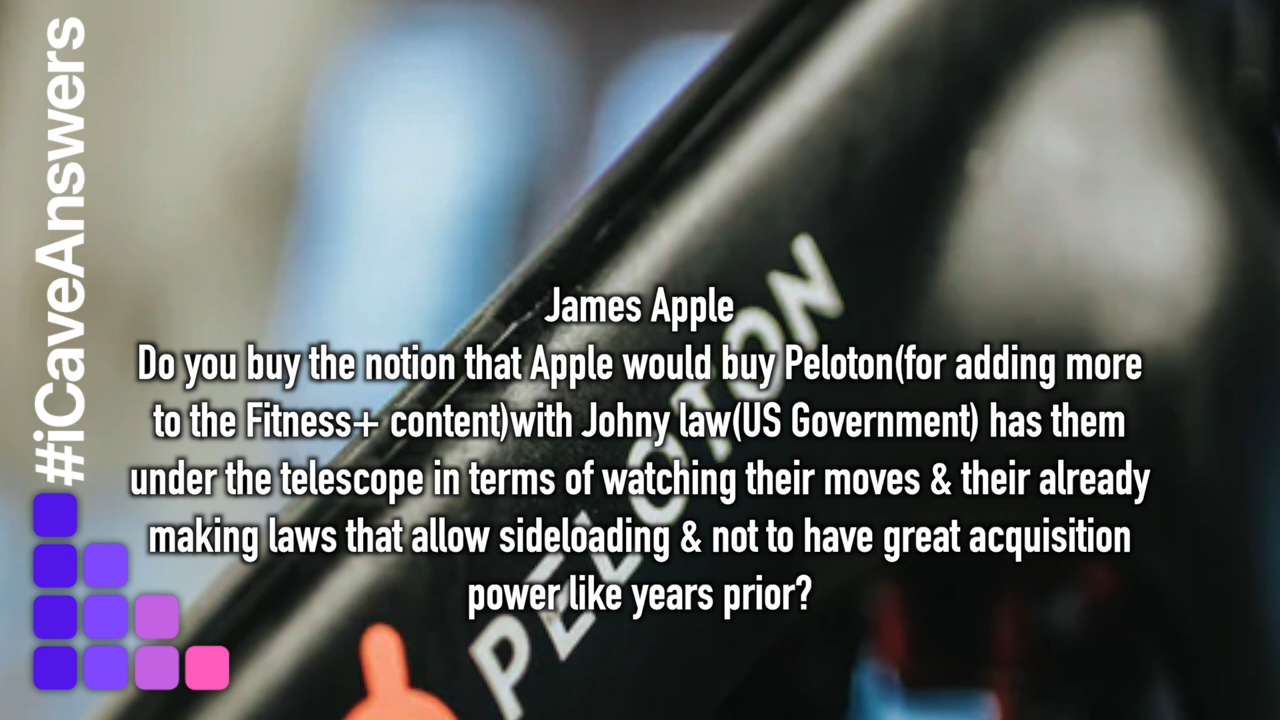 #iCaveAnswers
James Apple
Do you buy the notion that Apple would buy Peloton(for adding more
to the Fitness+ content)with Johny law(US Government) has them
under the telescope in terms of watching their moves & their already
making laws that allow sideloading & not to have great acquisition
power like years prior?
PELOTON